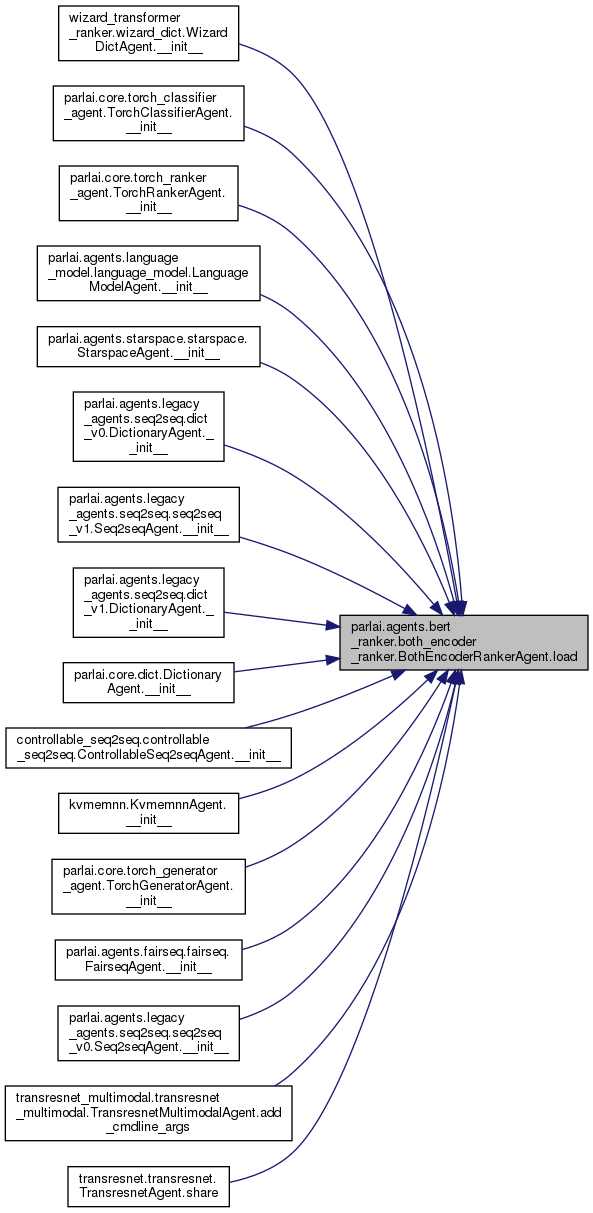 wizard_transformer
_ranker.wizard_dict.Wizard
DictAgent.__init__
parlai.core.torch_classifier
_agent.TorchClassifierAgent.
__init__
parlai.core.torch_ranker
_agent.TorchRankerAgent.
__init__
parlai.agents.language
_model.language_model.Language
ModelAgent.__init__
parlai.agents.starspace.starspace.
StarspaceAgent.__init__
parlai.agents.legacy
_agents.seq2seq.dict
_v0.DictionaryAgent._
_init__
parlai.agents.legacy
_agents.seq2seq.seq2seq
_v1.Seq2seqAgent.__init__
parlai.agents.legacy
_agents.seq2seq.dict
_v1.DictionaryAgent._
_init__
parlai.agents.bert
_ranker.both_encoder
_ranker.BothEncoderRankerAgent.load
parlai.core.dict.Dictionary
Agent.__init__
controllable_seq2seq.controllable
_seq2seq.ControllableSeq2seqAgent.__init__
kvmemnn.KvmemnnAgent.
__init__
parlai.core.torch_generator
_agent.TorchGeneratorAgent.
__init__
parlai.agents.fairseq.fairseq.
FairseqAgent.__init__
parlai.agents.legacy
_agents.seq2seq.seq2seq
_v0.Seq2seqAgent.__init__
transresnet_multimodal.transresnet
_multimodal.TransresnetMultimodalAgent.add
_cmdline_args
transresnet.transresnet.
TransresnetAgent.share